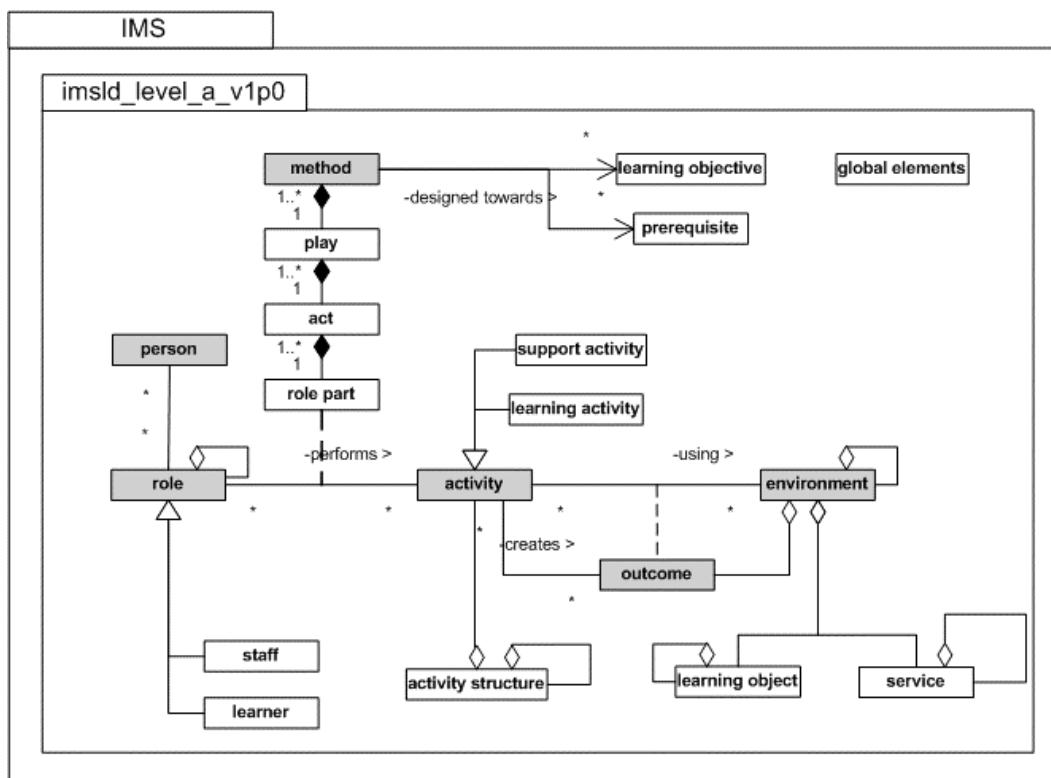 IMS
imsld_level_a_v1p0
*
method
learning objective
global elements
1..*
-designed towards >
*
1
prerequisite
play
1..*
1
act
person
1..*
support activity
1
role part
*
learning activity
*
-performs >
-using >
role
activity
environment
*
*
*
*
*
-creates >
outcome
*
staff
activity structure
learning object
service
learner